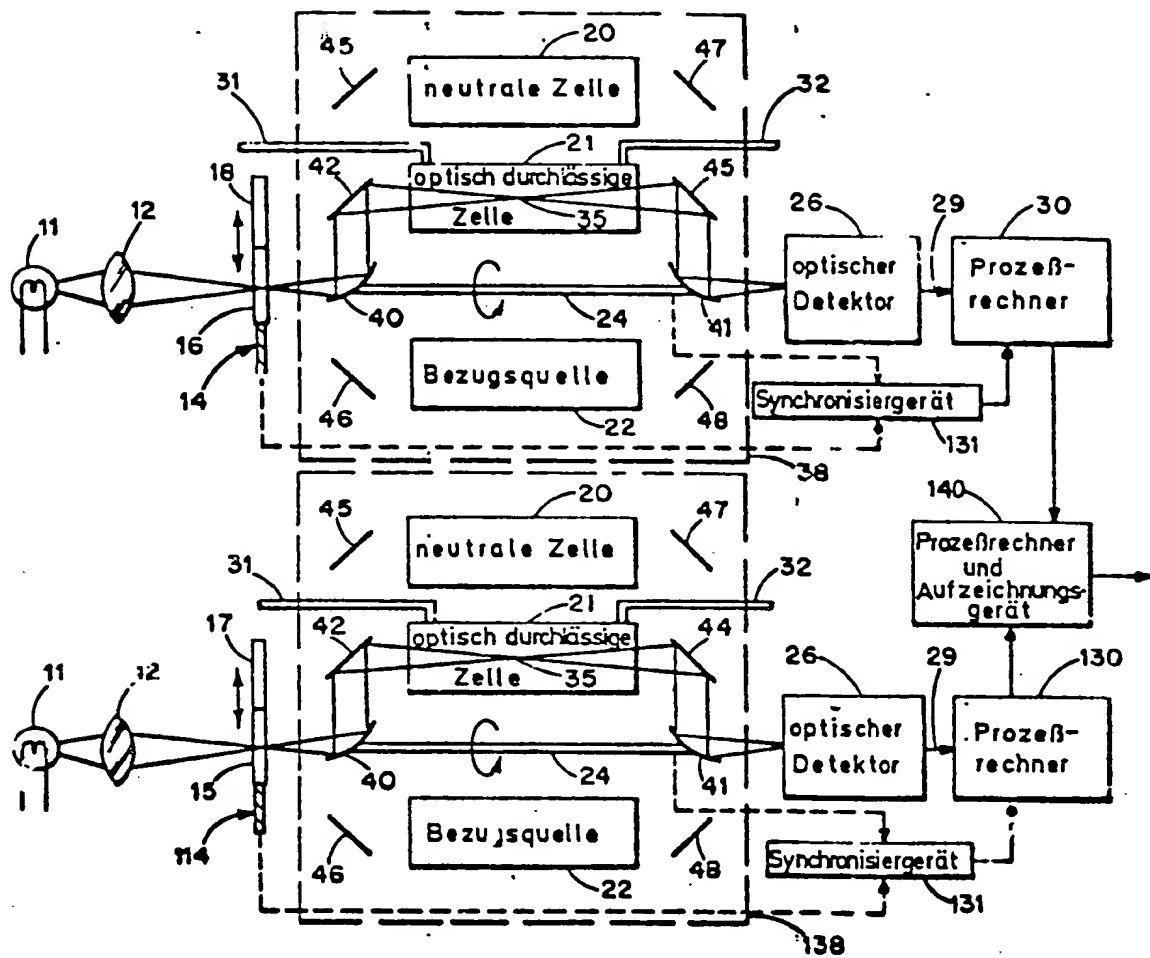 45
20
47
neutrale Zelle
31
32
21
18
42
optisch durchlässige
45
Zelle
35
11
12
26
29
30
optischer
Detektor
Prozeß-
rechner
40
24
41
16
14
Bezugsquelle
46
22
48
Synchronisiergerät
131
38
45
20
47
neutrale Zelle
140
Prozeßrechner
und
Aufzeichnungs-
gerät
31
32
21
17
42
optisch durchlässige
44
Zelle
35
11
12
26
29
130
optischer
Detektor
Prozeß-
rechner
40
24
41
15
114
Bezugsquelle
46
22
48
Synchronisiergerät
131
138